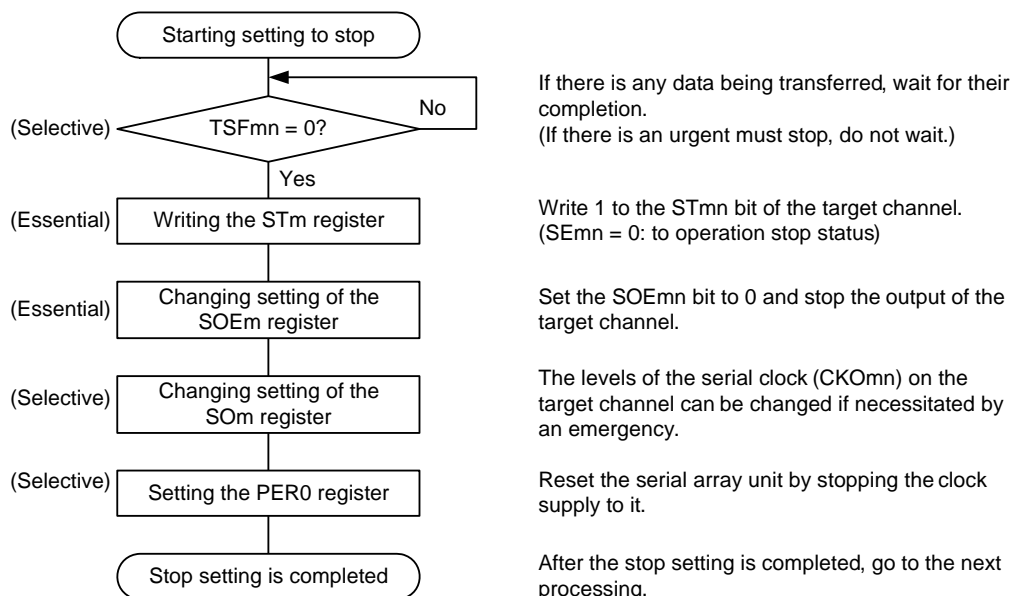 Starting setting to stop
If there is any data being transferred, wait for their
completion.
(If there is an urgent must stop, do not wait.)
(Selective)
TSFmn = 0?
No
Yes
(Essential)
Writing the STm register
Write 1 to the STmn bit of the target channel.
(SEmn = 0: to operation stop status)
(Essential)
Changing setting of the
SOEm register
Set the SOEmn bit to 0 and stop the output of the
target channel.
(Selective)
Changing setting of the
SOm register
The levels of the serial clock (CKOmn) on the
target channel can be changed if necessitated by
an emergency.
(Selective)
Setting the PER0 register
Reset the serial array unit by stopping the clock
supply to it.
Stop setting is completed
After the stop setting is completed, go to the next
processing.